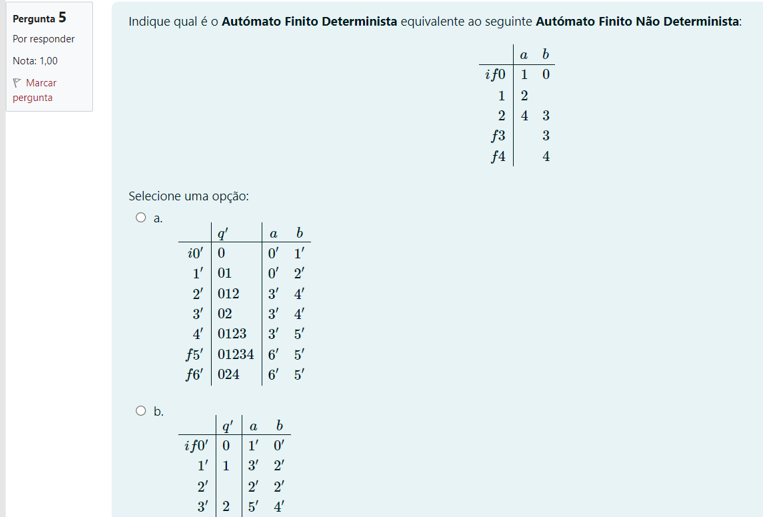 Pergunta 5
Por responder
Nota: 1,00
Marcar
pergunta
Indique qual é o Autómato Finito Determinista equivalente ao seguinte Autómato Finito Não Determinista:
a b
if0 1 0
1 2
2 4 3
f3 3
f4 4
Selecione uma opção:
a.
q′ a b
i0′ 0 0′ 1′
1′ 01 0′ 2′
2′ 012 3′ 4′
3′ 02 3′ 4′
4′ 0123 3′ 5′
f5′ 01234 6′ 5′
f6′ 024 6′ 5′
b.
q′ a b
if0′ 0 1′ 0′
1′ 1 3′ 2′
2′ 2′ 2′
3′ 2 5′ 4′